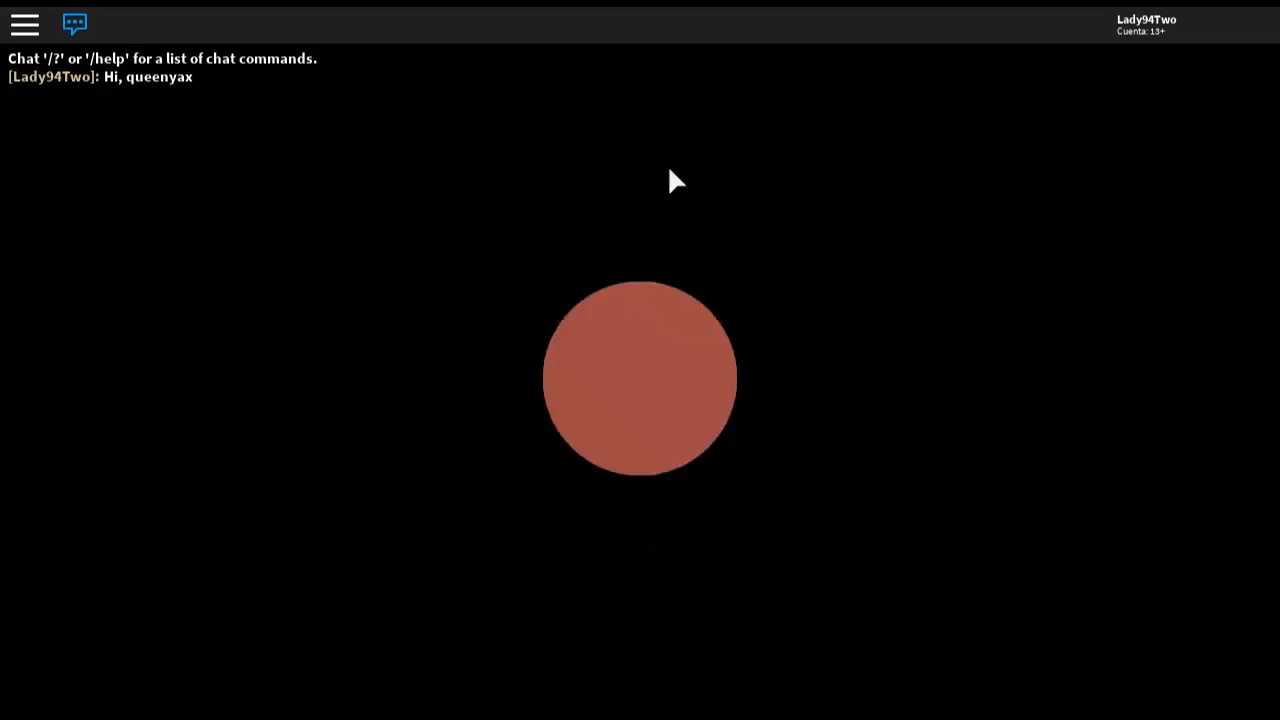 Lady94Two
Cuenta: 13+
Chat '/?' or '/help' for a list of chat commands.
[Lady94Two]: Hi, queenyax